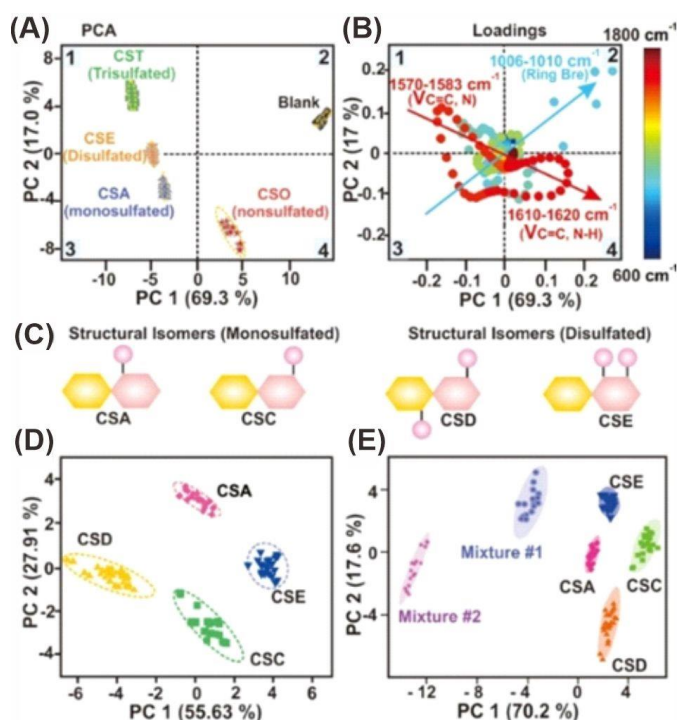 (A) PCA
1
2
CST
(Trisulfated)
Blank
CSE
(Disulfated)
CSA
(monosulfated)
CSO
(nonsulfated)
3
4
8
4
0
-4
-8
PC 2 (17.0 %)
-10
-5
0
5
10
15
PC 1 (69.3 %)
(B) Loadings
1800 cm-1
1
2
1006-1010 cm-1
(Ring Bre)
1570-1583 cm-1
(VC=C, N)
1610-1620 cm-1
(VC=C, N-H)
3
4
0.2
0.1
0
-0.1
-0.2
PC 2 (17 %)
-0.2
-0.1
0
0.1
0.2
PC 1 (69.3 %)
600 cm-1
(C) Structural Isomers (Monosulfated)
CSA
CSC
Structural Isomers (Disulfated)
CSD
CSE
(D)
CSA
CSD
CSE
CSC
4
2
0
-2
-4
PC 2 (27.91 %)
-6
-4
-2
0
2
4
6
PC 1 (55.63 %)
(E)
CSE
Mixture #1
CSA
CSC
Mixture #2
CSD
4
0
-4
PC 2 (17.6 %)
- 12
- 8
- 4
0
4
PC 1 (70.2 %)